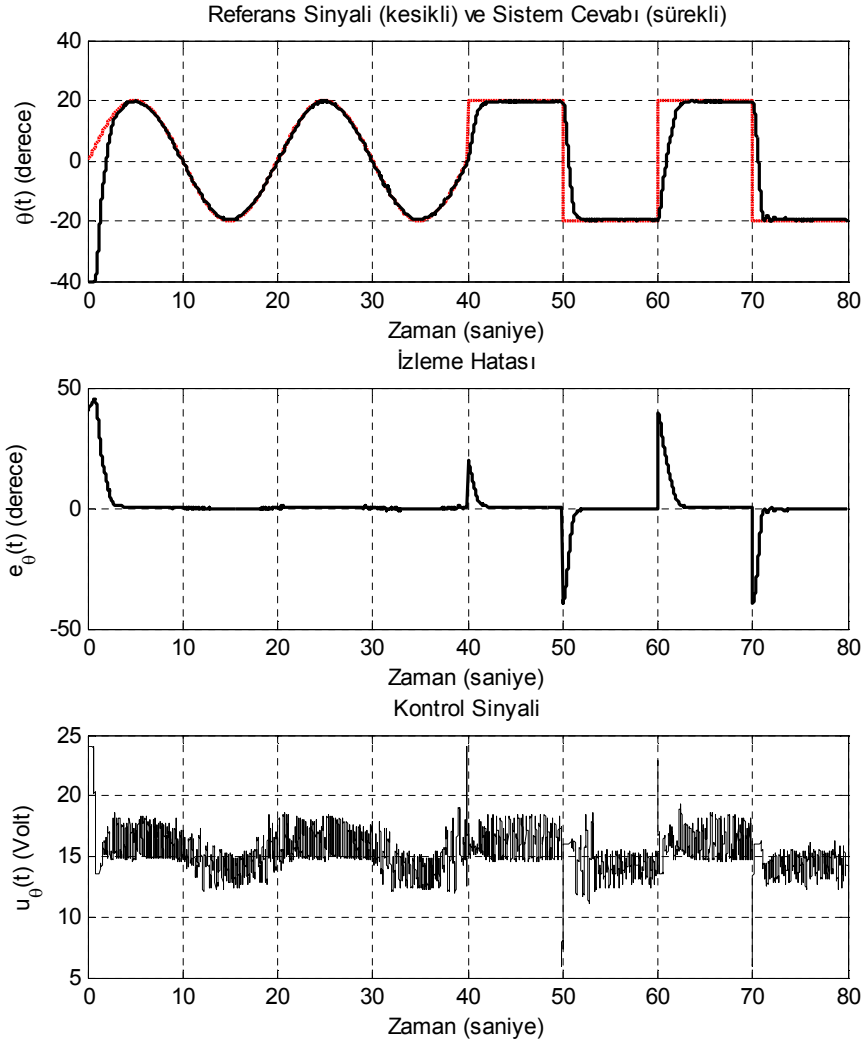 Referans Sinyali (kesikli) ve Sistem Cevabı (sürekli)
40
20
0
-20
-40
θ(t) (derece)
0 10 20 30 40 50 60 70 80
Zaman (saniye)
İzleme Hatası
50
0
-50
eθ(t) (derece)
0 10 20 30 40 50 60 70 80
Zaman (saniye)
Kontrol Sinyali
25
20
15
10
5
uθ(t) (Volt)
0 10 20 30 40 50 60 70 80
Zaman (saniye)